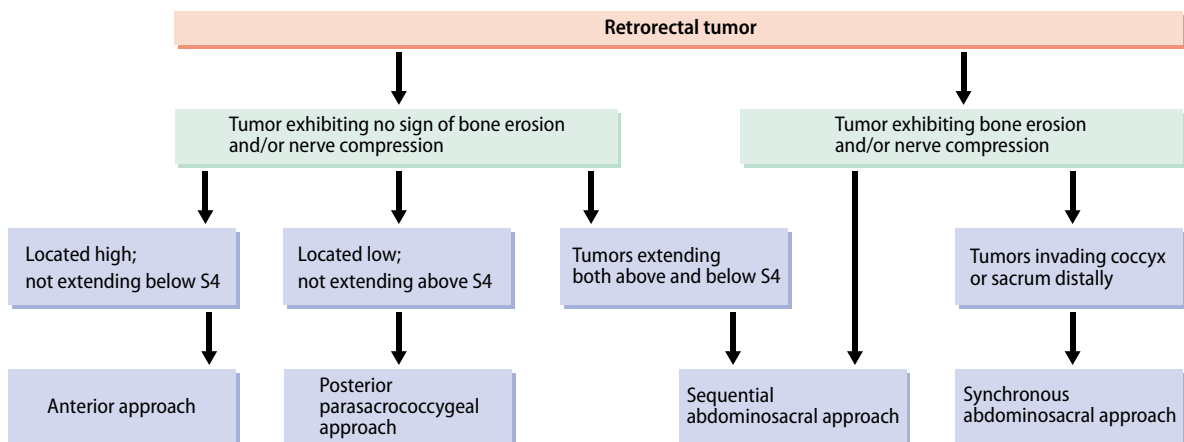 Retrorectal tumor
Tumor exhibiting no sign of bone erosion
and/or nerve compression
Tumor exhibiting bone erosion
and/or nerve compression
Located high;
not extending below S4
Located low;
not extending above S4
Tumors extending
both above and below S4
Tumors invading coccyx
or sacrum distally
Anterior approach
Posterior
parasacrococcygeal
approach
Sequential
abdominosacral approach
Synchronous
abdominosacral approach